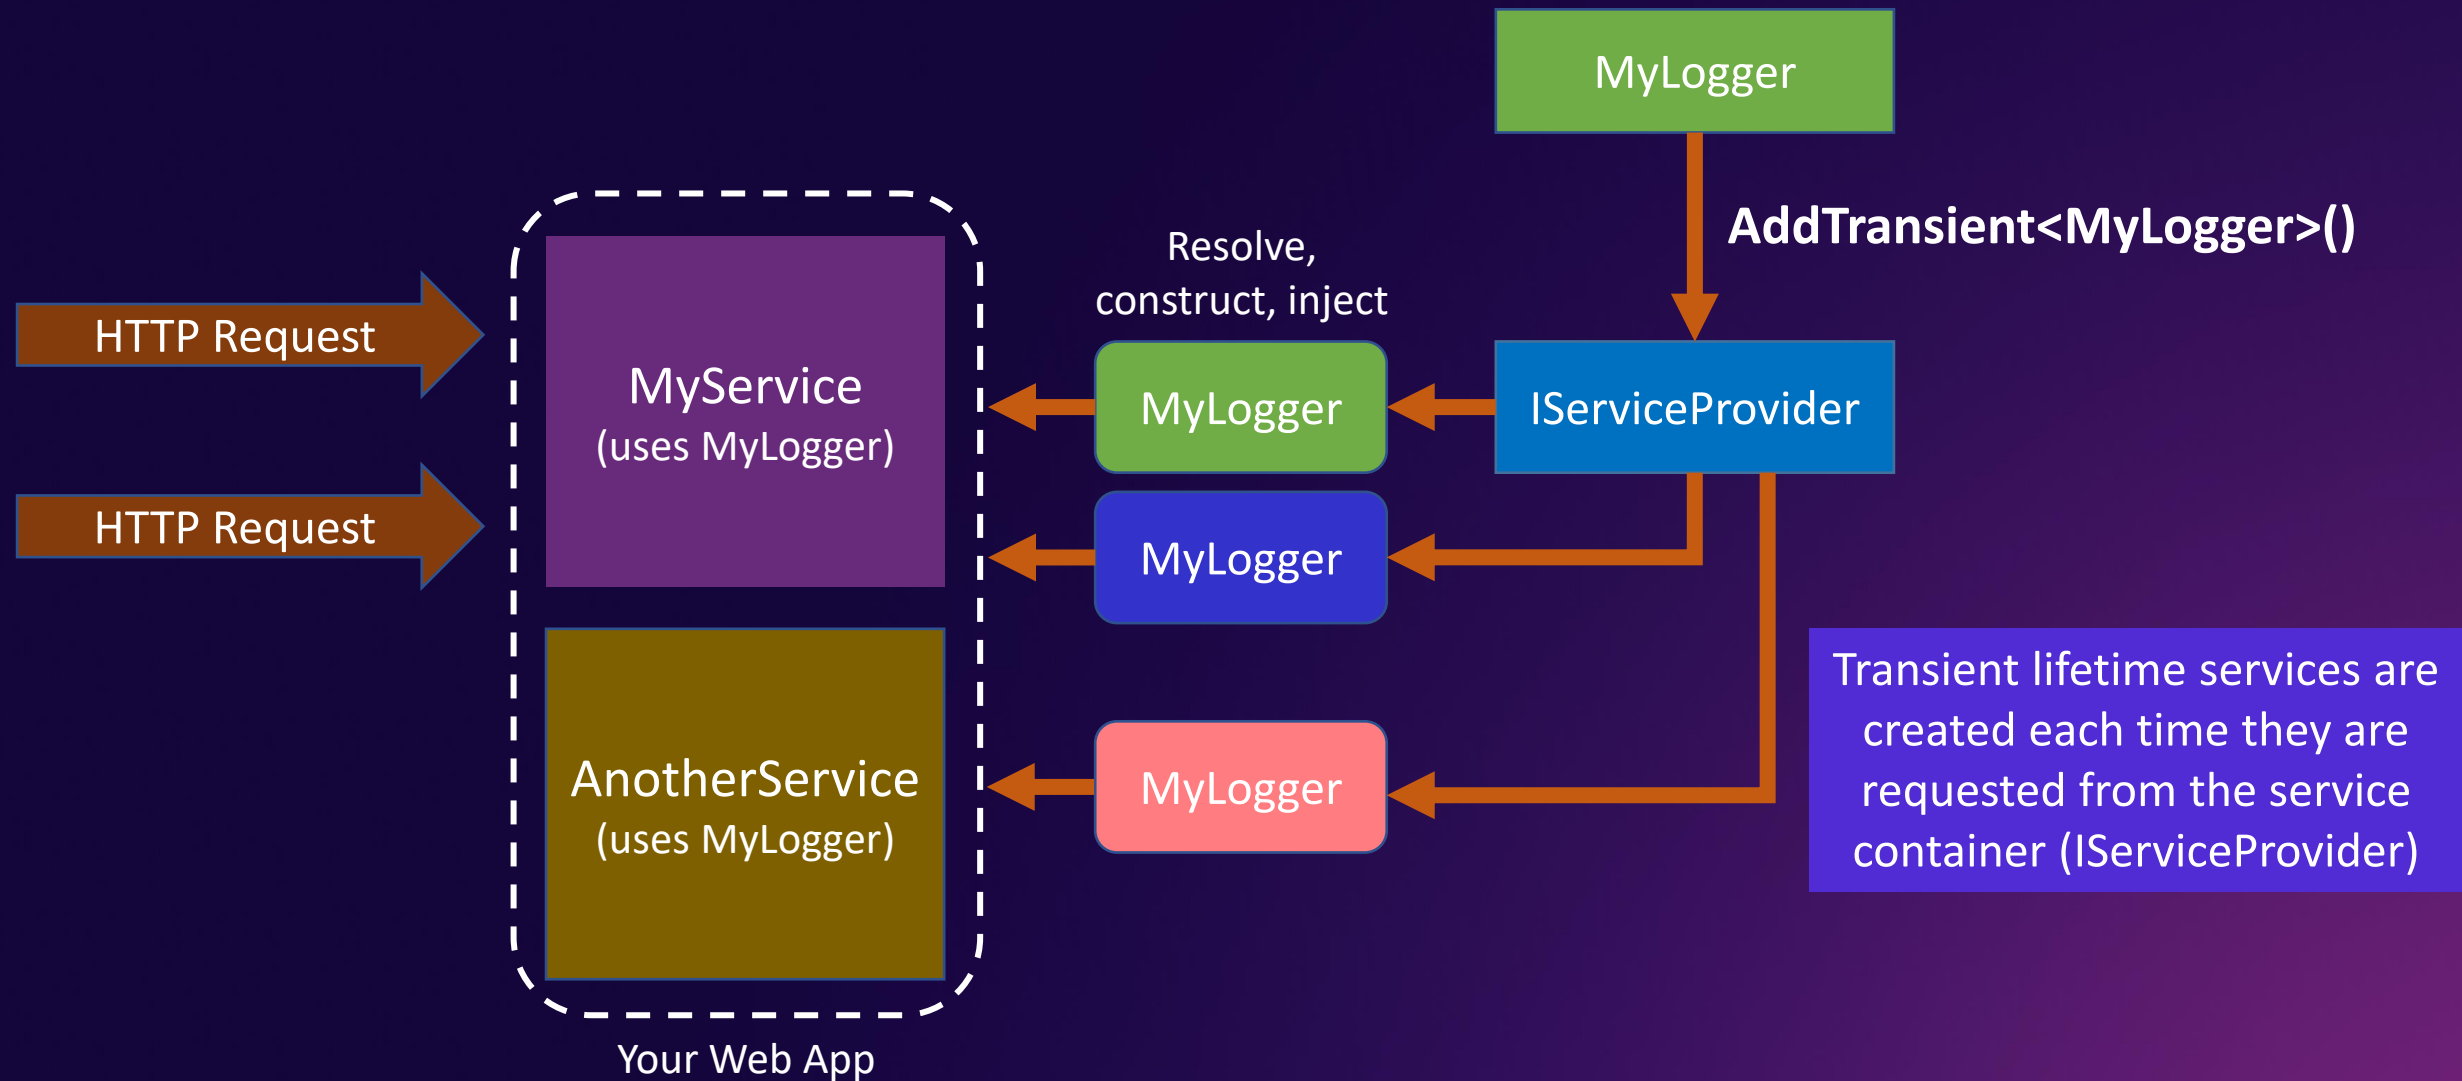 MyLogger
AddTransient<MyLogger>()
Resolve,
construct, inject
HTTP Request
HTTP Request
MyService
(uses MyLogger)
MyLogger
IServiceProvider
MyLogger
AnotherService
(uses MyLogger)
MyLogger
Transient lifetime services are
created each time they are
requested from the service
container (IServiceProvider)
Your Web App